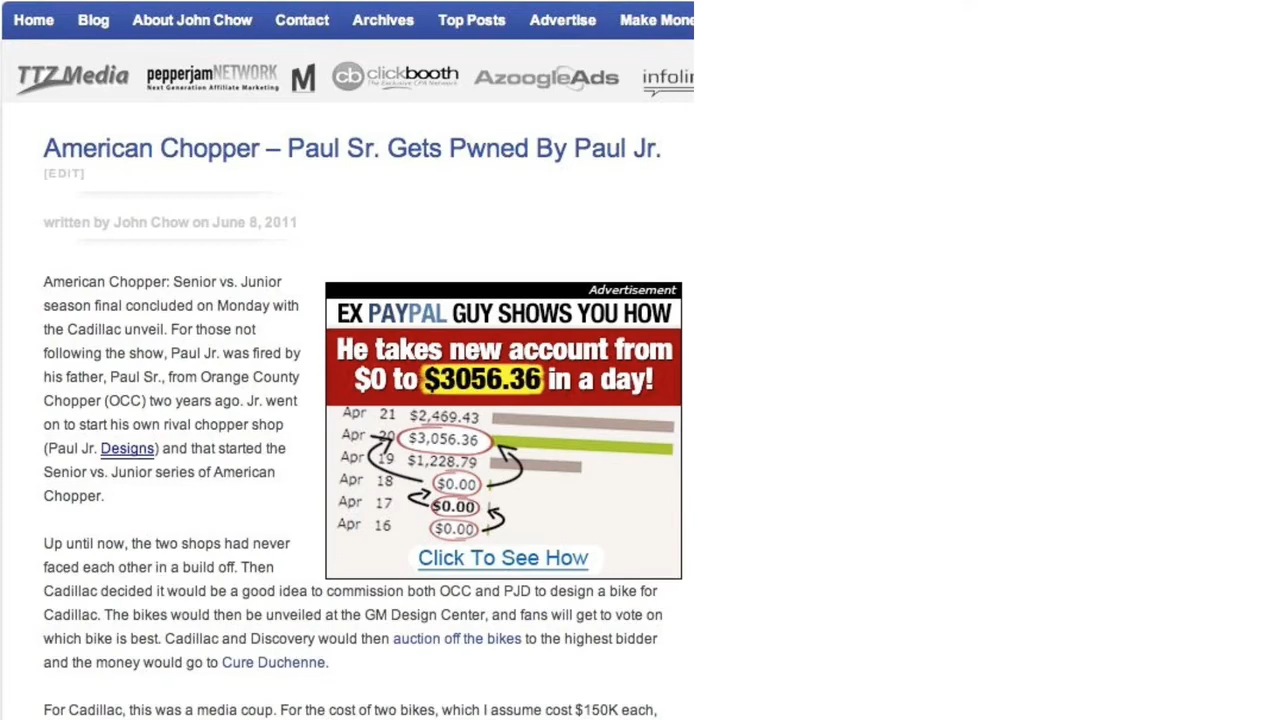 Home Blog About John Chow Contact Archives Top Posts Advertise Make Mone
TTZMedia pepperjamNETWORK M cb clickbooth AzoogleAds infolin
Next Generation Affiliate Marketing The Exclusive CPA Network
American Chopper – Paul Sr. Gets Pwned By Paul Jr.
[EDIT]
written by John Chow on June 8, 2011
American Chopper: Senior vs. Junior
season final concluded on Monday with
the Cadillac unveil. For those not
following the show, Paul Jr. was fired by
his father, Paul Sr., from Orange County
Chopper (OCC) two years ago. Jr. went
on to start his own rival chopper shop
(Paul Jr. Designs) and that started the
Senior vs. Junior series of American
Chopper.
Advertisement
EX PAYPAL GUY SHOWS YOU HOW
He takes new account from
$0 to $3056.36 in a day!
Apr 21 $2,469.43
Apr 20 $3,056.36
Apr 19 $1,228.79
Apr 18 $0.00
Apr 17 $0.00
Apr 16 $0.00
Click To See How
Up until now, the two shops had never
faced each other in a build off. Then
Cadillac decided it would be a good idea to commission both OCC and PJD to design a bike for
Cadillac. The bikes would then be unveiled at the GM Design Center, and fans will get to vote on
which bike is best. Cadillac and Discovery would then auction off the bikes to the highest bidder
and the money would go to Cure Duchenne.
For Cadillac, this was a media coup. For the cost of two bikes, which I assume cost $150K each,